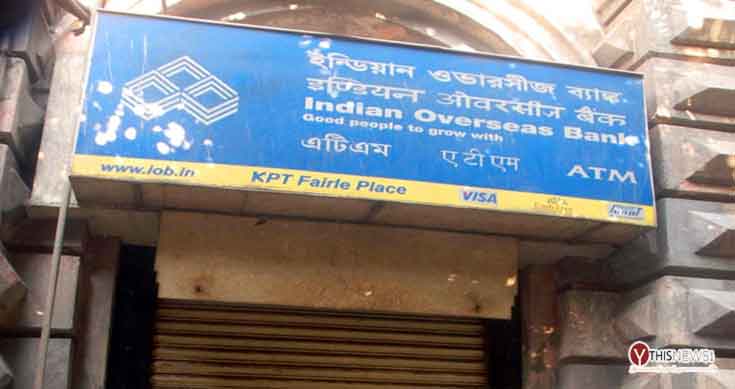 ইন্ডিয়ান ওভারসীজ ব্যাঙ্ক
इण्डियन ओवरसीज बैंक
Indian Overseas Bank
Good people to grow with
এটিএম ए टी एम ATM
www.iob.in KPT Fairle Place VISA
Y THISNEWS!